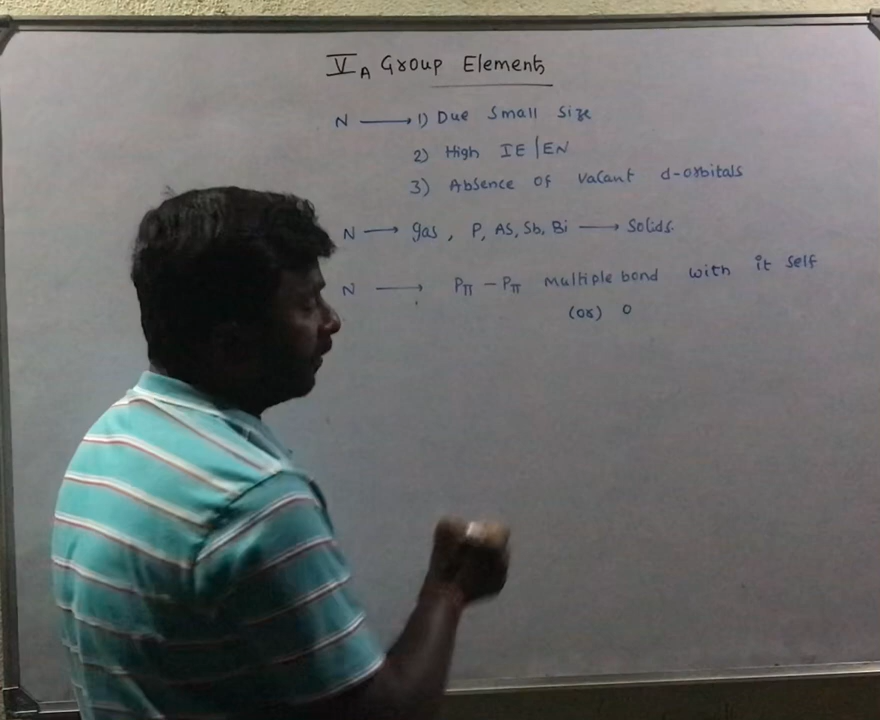 V A Group Elements
N → 1) Due Small Size
2) High IE/EN
3) Absence of vacant d-orbitals
N → gas, P, AS, Sb, Bi → Solids.
N → Pπ - Pπ multiple bond with it self
(or) O